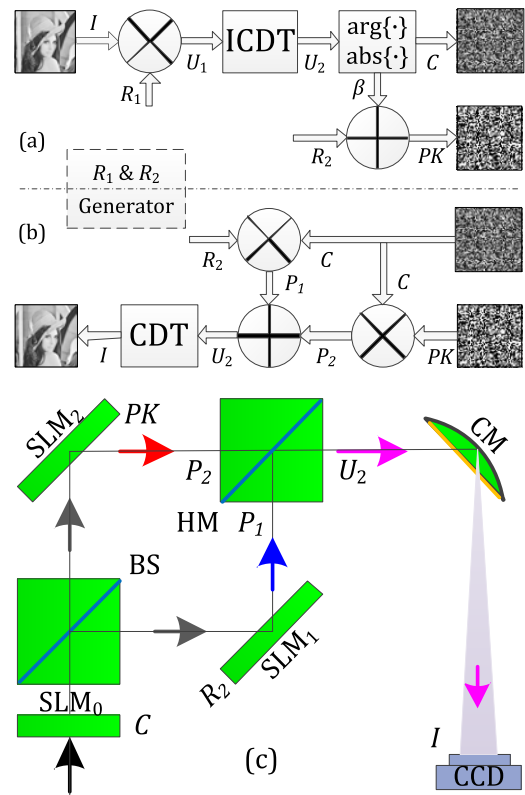 I
U₁
ICDT
U₂
arg{·}
abs{·}
C
R₁
β
(a)
R₂
PK
R₁ & R₂
Generator
(b)
R₂
C
P₁
C
I
CDT
U₂
P₂
PK
SLM₂
PK
CM
P₂
U₂
HM
P₁
BS
SLM₁
R₂
SLM₀
C
I
(c)
CCD